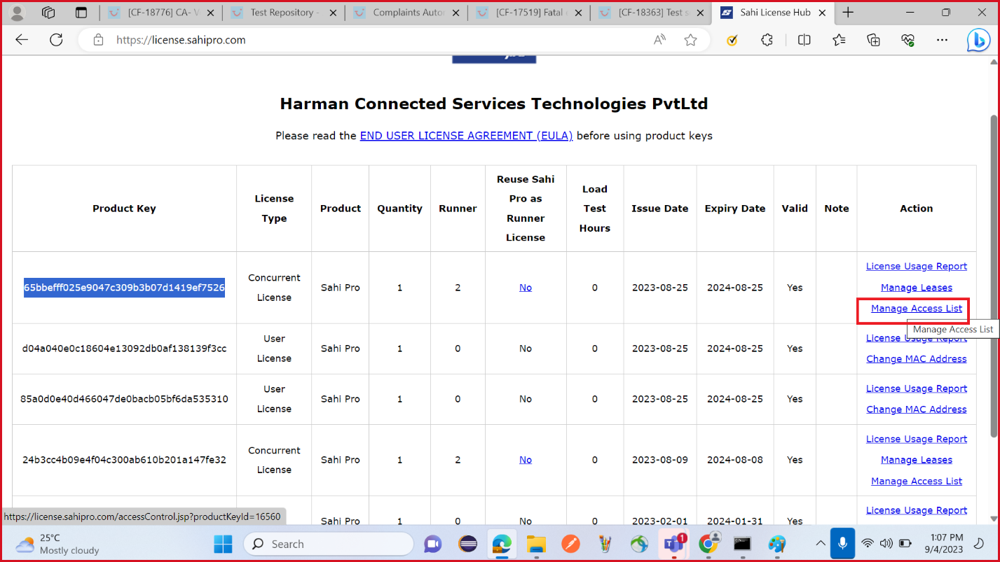 [CF-18776] CA- V
Test Repository -
Complaints Auto
[CF-17519] Fatal
[CF-18363] Test s
Sahi License Hub
https://license.sahipro.com
Harman Connected Services Technologies PvtLtd
Please read the END USER LICENSE AGREEMENT (EULA) before using product keys
Product Key License Type Product Quantity Runner Reuse Sahi Pro as Runner License Load Test Hours Issue Date Expiry Date Valid Note Action
65bbefff025e9047c309b3b07d1419ef7526 Concurrent License Sahi Pro 1 2 No 0 2023-08-25 2024-08-25 Yes License Usage Report
Manage Leases
Manage Access List
Manage Access List
d04a040e0c18604e13092db0af138139f3cc User License Sahi Pro 1 0 No 0 2023-08-25 2024-08-25 Yes License Usage Report
Change MAC Address
85a0d0e40d466047de0bacb05bf6da535310 User License Sahi Pro 1 0 No 0 2023-08-25 2024-08-25 Yes License Usage Report
Change MAC Address
24b3cc4b09e4f04c300ab610b201a147fe32 Concurrent License Sahi Pro 1 2 No 0 2023-08-09 2024-08-08 Yes License Usage Report
Manage Leases
Manage Access List
Sahi Pro 1 0 No 0 2023-02-01 2024-01-31 Yes License Usage Report
https://license.sahipro.com/accessControl.jsp?productKeyId=16560
25°C
Mostly cloudy
Search
1
1:07 PM
9/4/2023